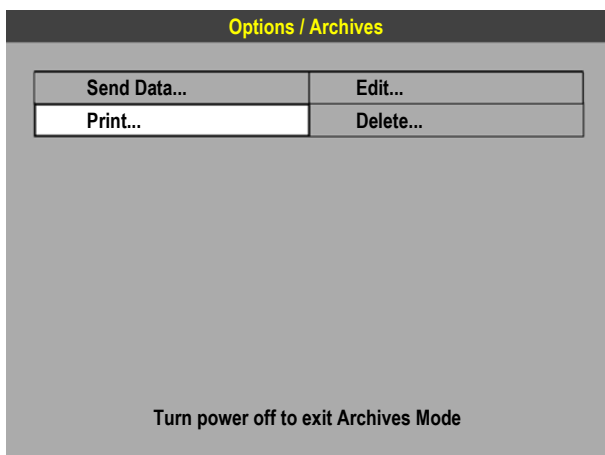 Options / Archives
Send Data... Edit...
Print... Delete...
Turn power off to exit Archives Mode